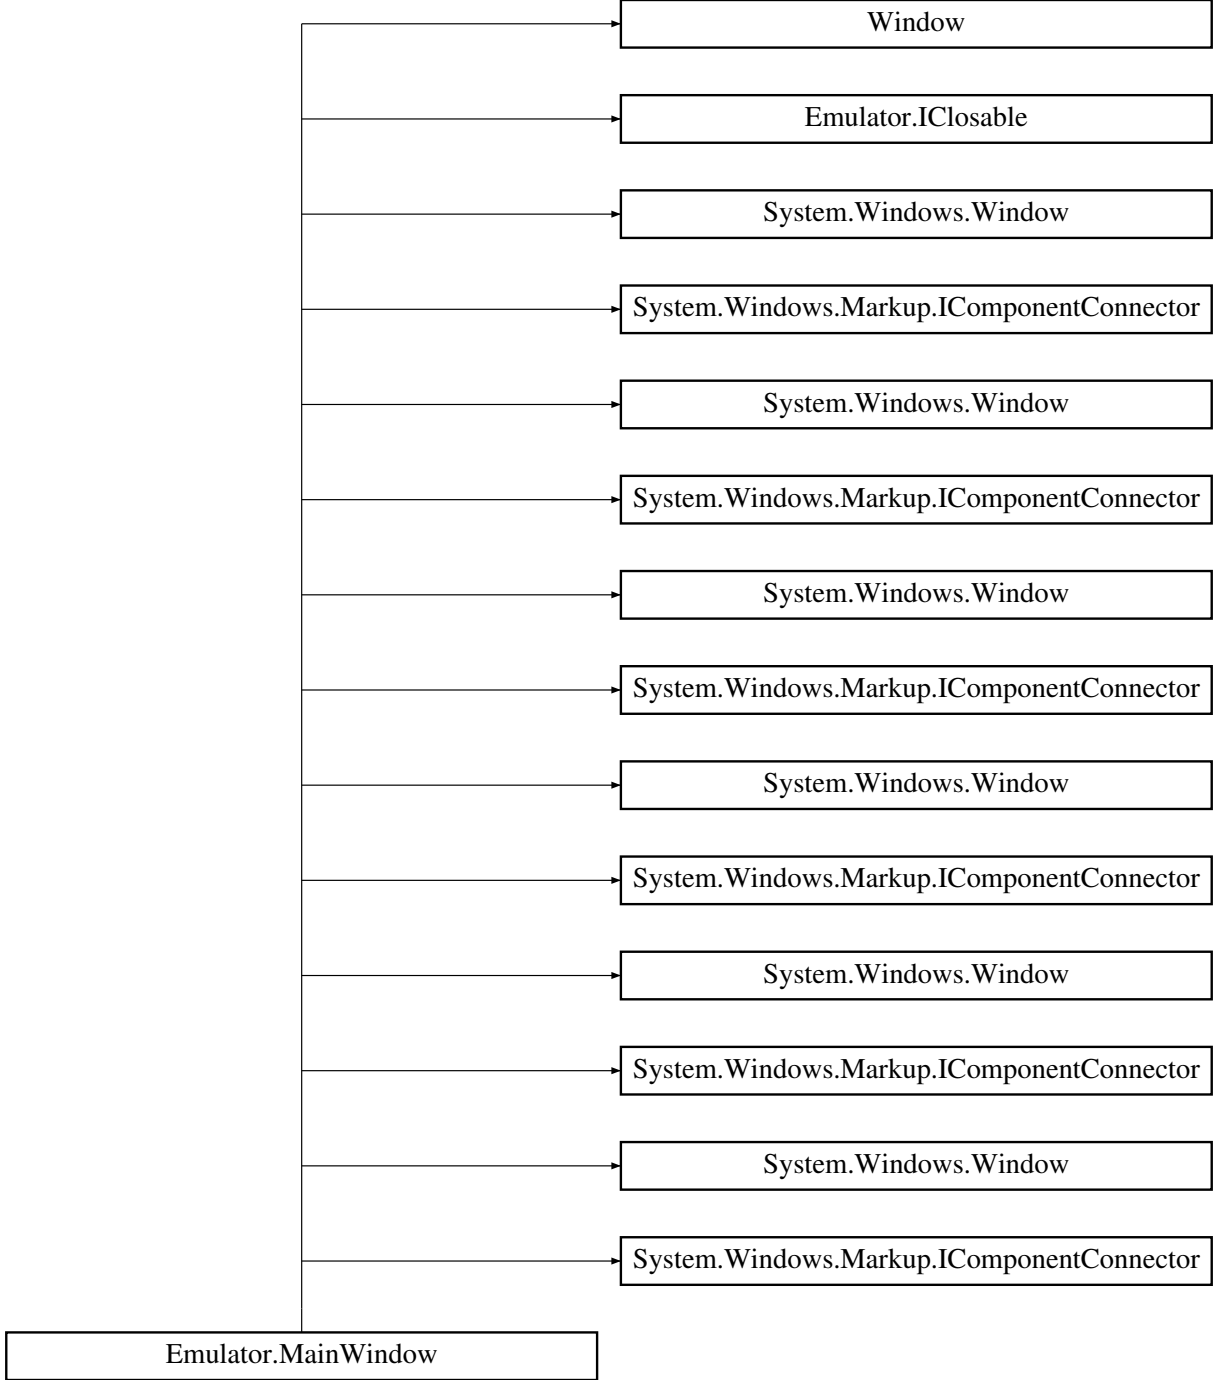 Window
Emulator.IClosable
System.Windows.Window
System.Windows.Markup.IComponentConnector
System.Windows.Window
System.Windows.Markup.IComponentConnector
System.Windows.Window
System.Windows.Markup.IComponentConnector
System.Windows.Window
System.Windows.Markup.IComponentConnector
System.Windows.Window
System.Windows.Markup.IComponentConnector
System.Windows.Window
System.Windows.Markup.IComponentConnector
Emulator.MainWindow